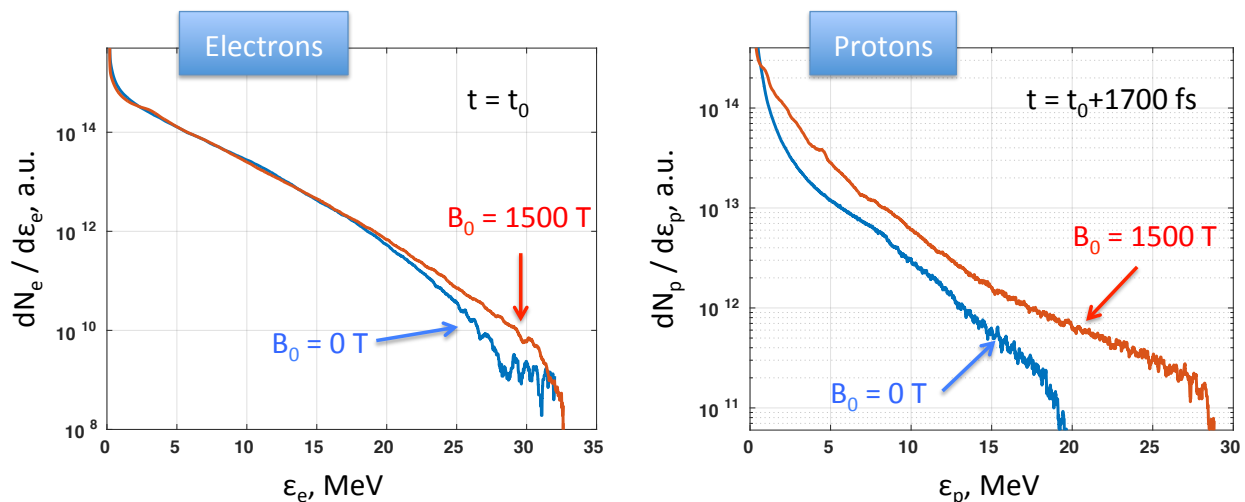 Electrons
t = t₀
dNₑ / dεₑ, a.u.
10 14
10 12
10 10
10 8
B₀ = 1500 T
B₀ = 0 T
0 5 10 15 20 25 30 35
εₑ, MeV
Protons
t = t₀+1700 fs
dNₚ / dεₚ, a.u.
10 14
10 13
10 12
10 11
B₀ = 1500 T
B₀ = 0 T
0 5 10 15 20 25 30
εₚ, MeV